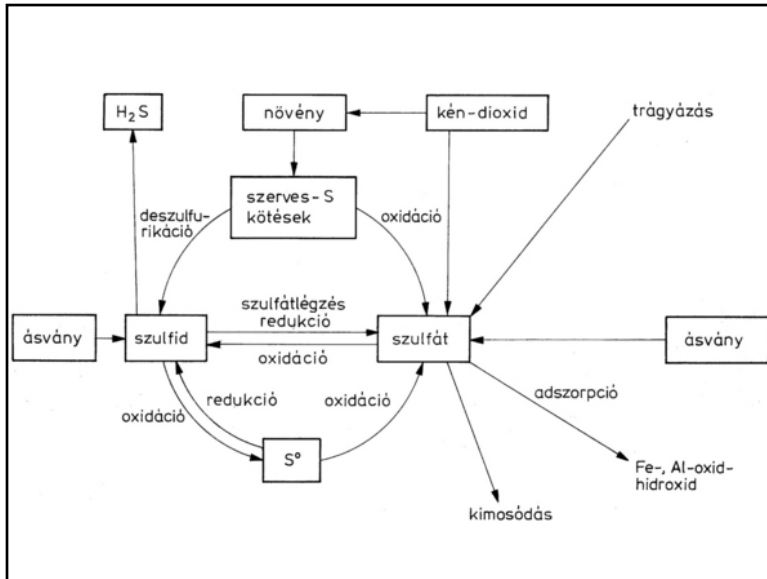 H₂S
növény
kén-dioxid
trágyázás
szerves-S
kötések
deszulfu-
rikáció
oxidáció
ásvány
szulfid
szulfátlégzés
redukció
oxidáció
szulfát
ásvány
oxidáció
redukció
oxidáció
adszorpció
S°
Fe-, Al-oxid-
hidroxid
kimosódás